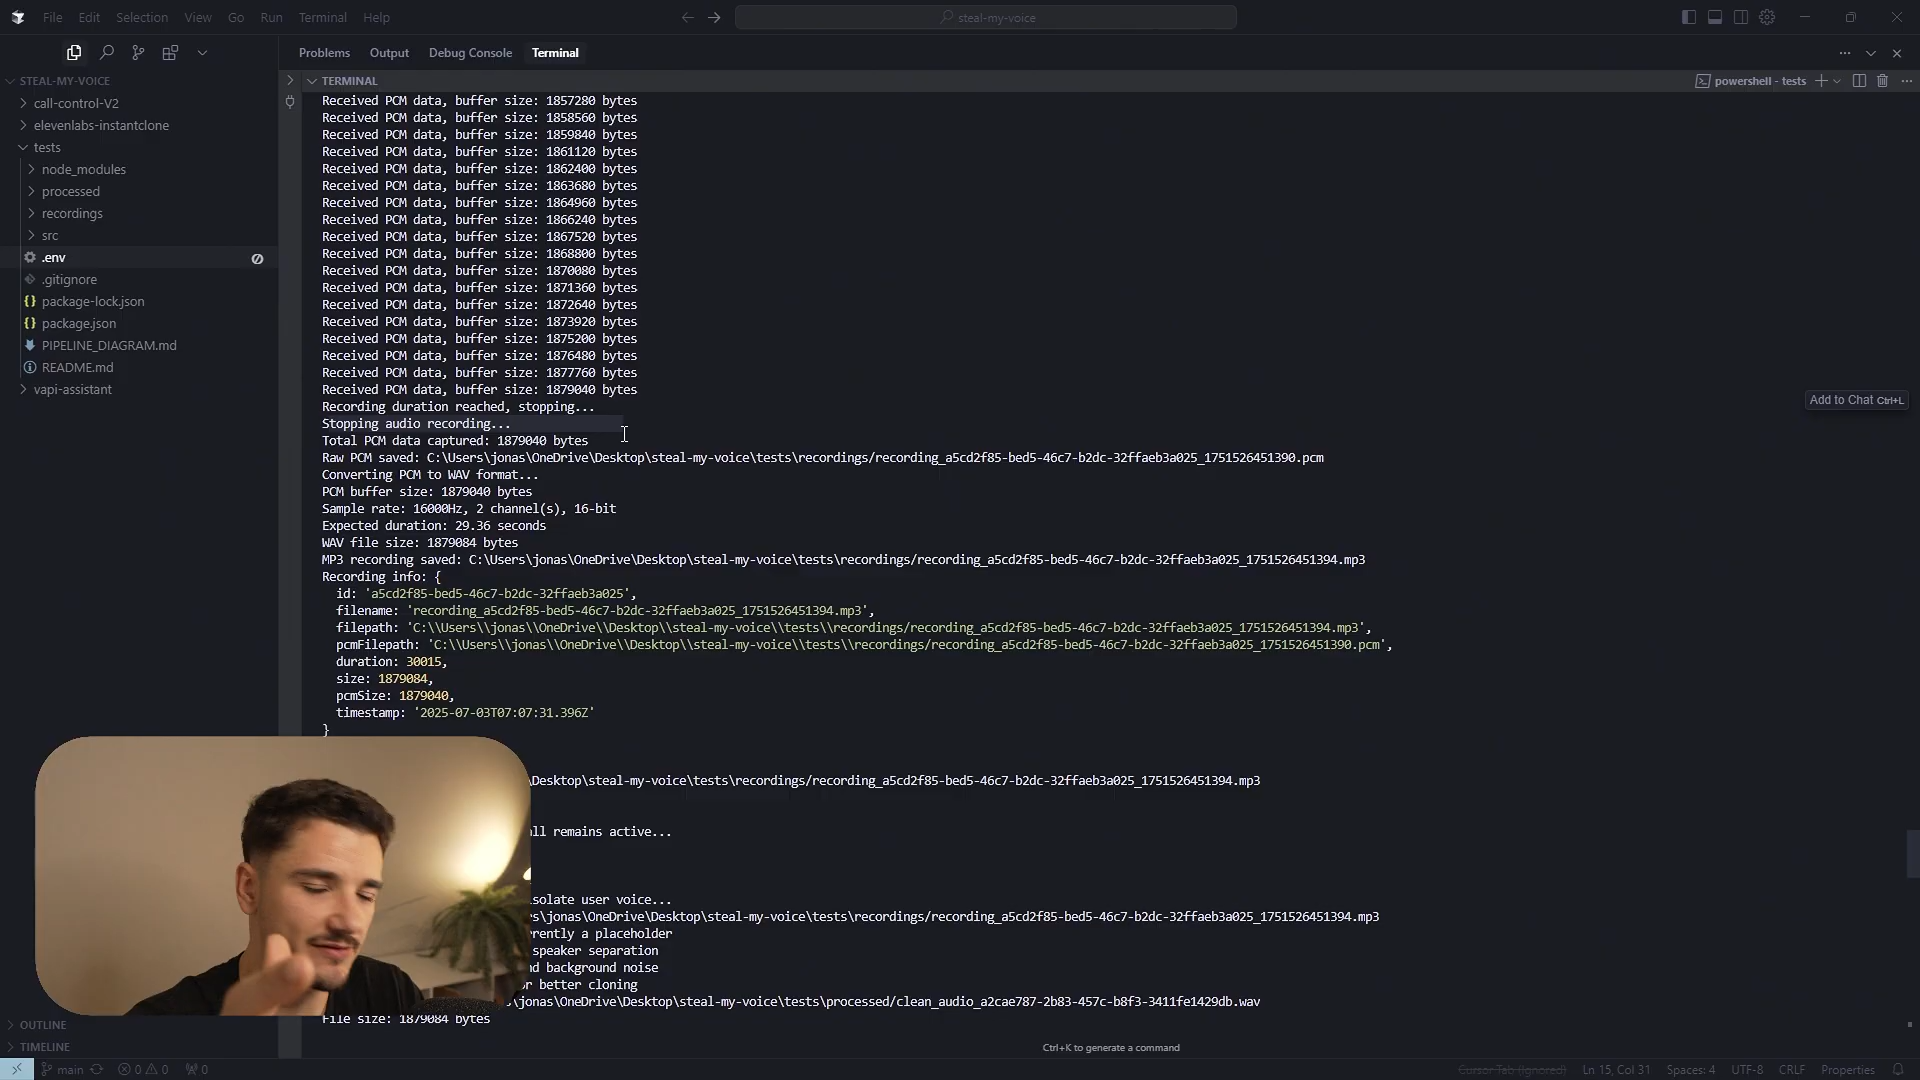 File Edit Selection View Go Run Terminal Help
steal-my-voice
Problems Output Debug Console Terminal
STEAL-MY-VOICE
call-control-V2
elevenlabs-instantclone
tests
node_modules
processed
recordings
src
.env
.gitignore
package-lock.json
package.json
PIPELINE_DIAGRAM.md
README.md
vapi-assistant
OUTLINE
TIMELINE
TERMINAL
powershell - tests
Received PCM data, buffer size: 1857280 bytes
Received PCM data, buffer size: 1858560 bytes
Received PCM data, buffer size: 1859840 bytes
Received PCM data, buffer size: 1861120 bytes
Received PCM data, buffer size: 1862400 bytes
Received PCM data, buffer size: 1863680 bytes
Received PCM data, buffer size: 1864960 bytes
Received PCM data, buffer size: 1866240 bytes
Received PCM data, buffer size: 1867520 bytes
Received PCM data, buffer size: 1868800 bytes
Received PCM data, buffer size: 1870080 bytes
Received PCM data, buffer size: 1871360 bytes
Received PCM data, buffer size: 1872640 bytes
Received PCM data, buffer size: 1873920 bytes
Received PCM data, buffer size: 1875200 bytes
Received PCM data, buffer size: 1876480 bytes
Received PCM data, buffer size: 1877760 bytes
Received PCM data, buffer size: 1879040 bytes
Recording duration reached, stopping...
Add to Chat Ctrl+L
Stopping audio recording...
Total PCM data captured: 1879040 bytes
Raw PCM saved: C:\Users\jonas\OneDrive\Desktop\steal-my-voice\tests\recordings/recording_a5cd2f85-bed5-46c7-b2dc-32ffaeb3a025_1751526451390.pcm
Converting PCM to WAV format...
PCM buffer size: 1879040 bytes
Sample rate: 16000Hz, 2 channel(s), 16-bit
Expected duration: 29.36 seconds
WAV file size: 1879084 bytes
MP3 recording saved: C:\Users\jonas\OneDrive\Desktop\steal-my-voice\tests\recordings/recording_a5cd2f85-bed5-46c7-b2dc-32ffaeb3a025_1751526451394.mp3
Recording info: {
id: 'a5cd2f85-bed5-46c7-b2dc-32ffaeb3a025',
filename: 'recording_a5cd2f85-bed5-46c7-b2dc-32ffaeb3a025_1751526451394.mp3',
filepath: 'C:\\Users\\jonas\\OneDrive\\Desktop\\steal-my-voice\\tests\\recordings/recording_a5cd2f85-bed5-46c7-b2dc-32ffaeb3a025_1751526451394.mp3',
pcmFilepath: 'C:\\Users\\jonas\\OneDrive\\Desktop\\steal-my-voice\\tests\\recordings/recording_a5cd2f85-bed5-46c7-b2dc-32ffaeb3a025_1751526451390.pcm',
duration: 30015,
size: 1879084,
pcmSize: 1879040,
timestamp: '2025-07-03T07:07:31.396Z'
}
\Desktop\steal-my-voice\tests\recordings/recording_a5cd2f85-bed5-46c7-b2dc-32ffaeb3a025_1751526451394.mp3
ll remains active...
solate user voice...
s\jonas\OneDrive\Desktop\steal-my-voice\tests\recordings/recording_a5cd2f85-bed5-46c7-b2dc-32ffaeb3a025_1751526451394.mp3
rrently a placeholder
speaker separation
nd background noise
or better cloning
s\jonas\OneDrive\Desktop\steal-my-voice\tests\processed/clean_audio_a2cae787-2b83-457c-b8f3-3411fe1429db.wav
File size: 1879084 bytes
Ctrl+K to generate a command
main 0 0 0 Cursor Tab (Ignored) Ln 15, Col 31 Spaces: 4 UTF-8 CRLF Properties